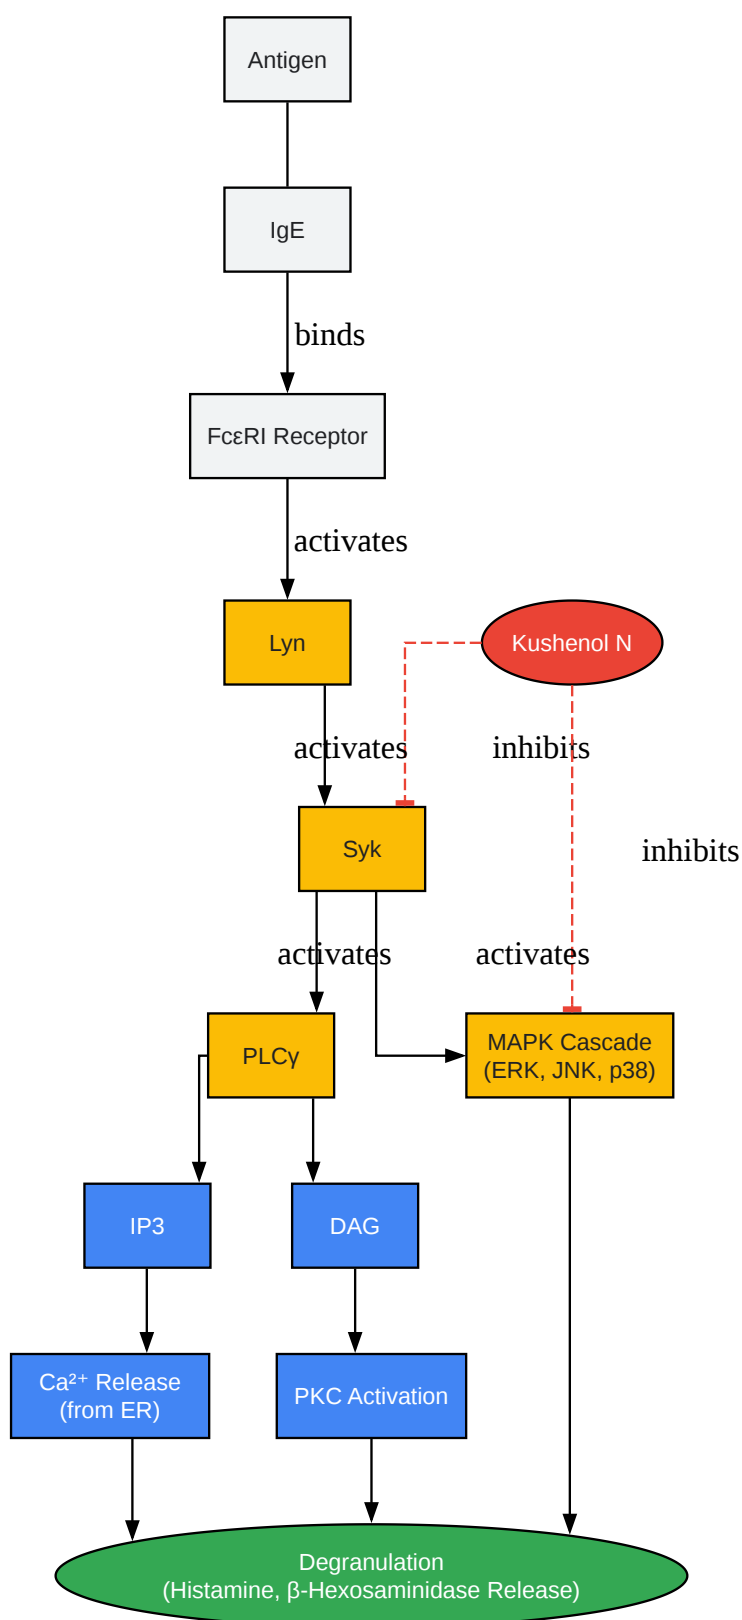 Antigen
IgE
binds
FcεRI Receptor
activates
Lyn
Kushenol N
activates
inhibits
Syk
inhibits
activates
activates
PLCγ
MAPK Cascade
(ERK, JNK, p38)
IP3
DAG
Ca²⁺ Release
(from ER)
PKC Activation
Degranulation
(Histamine, β-Hexosaminidase Release)